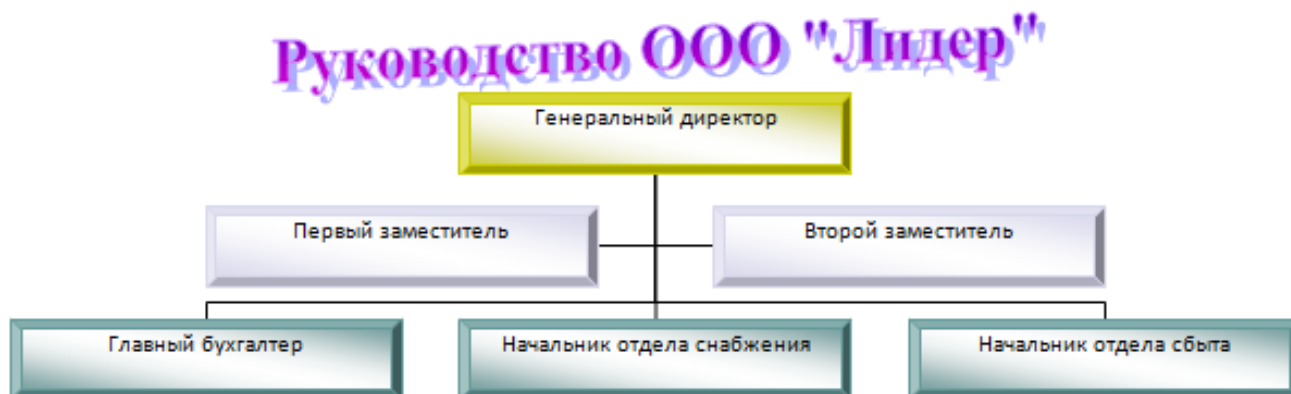 Руководство ООО "Лидер"
Генеральный директор
Первый заместитель
Второй заместитель
Главный бухгалтер
Начальник отдела снабжения
Начальник отдела сбыта